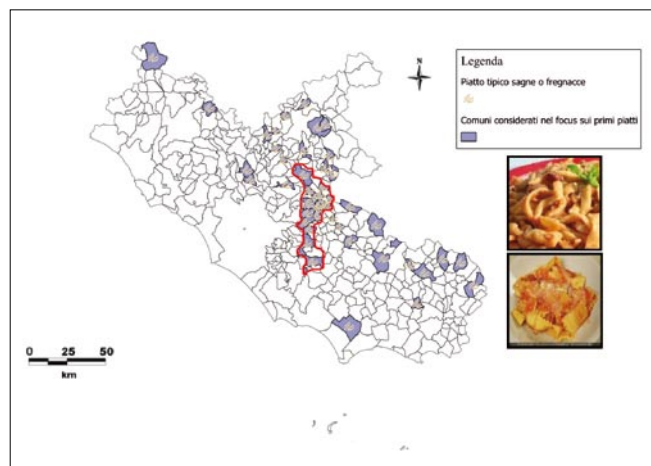 N
Legenda
Piatto tipico sagne o fregnacce
Comuni considerati nel focus sui primi piatti
0 25 50
km